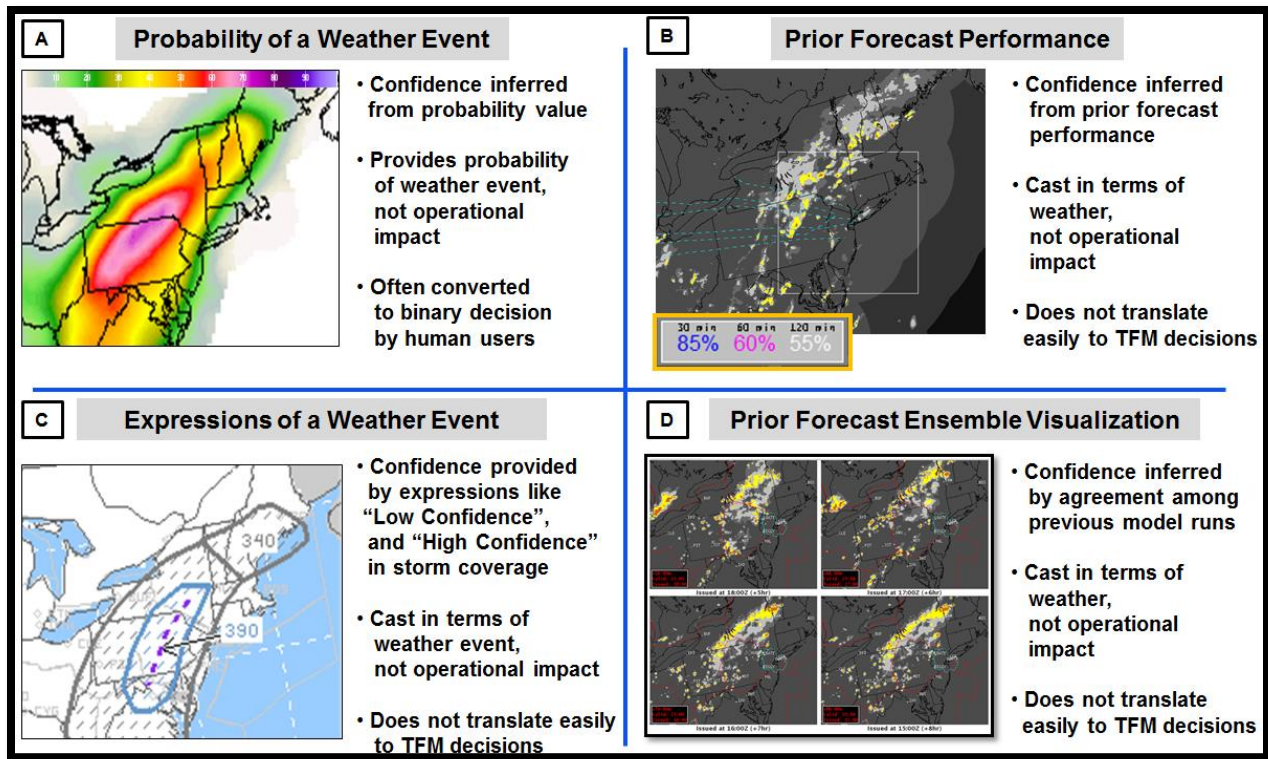 A
Probability of a Weather Event
10 20 30 40 50 60 70 80 90
• Confidence inferred
from probability value
• Provides probability
of weather event,
not operational
impact
• Often converted
to binary decision
by human users
B
Prior Forecast Performance
30 min 60 min 120 min
85% 60% 55%
• Confidence inferred
from prior forecast
performance
• Cast in terms of
weather,
not operational
impact
• Does not translate
easily to TFM decisions
C
Expressions of a Weather Event
340
390
• Confidence provided
by expressions like
“Low Confidence”,
and “High Confidence”
in storm coverage
• Cast in terms of
weather event,
not operational impact
• Does not translate easily
to TFM decisions
D
Prior Forecast Ensemble Visualization
Issued at 18:00Z (+5hr)
Issued at 17:00Z (+6hr)
Issued at 16:00Z (+7hr)
Issued at 15:00Z (+8hr)
• Confidence inferred
by agreement among
previous model runs
• Cast in terms of
weather,
not operational
impact
• Does not translate
easily to TFM decisions